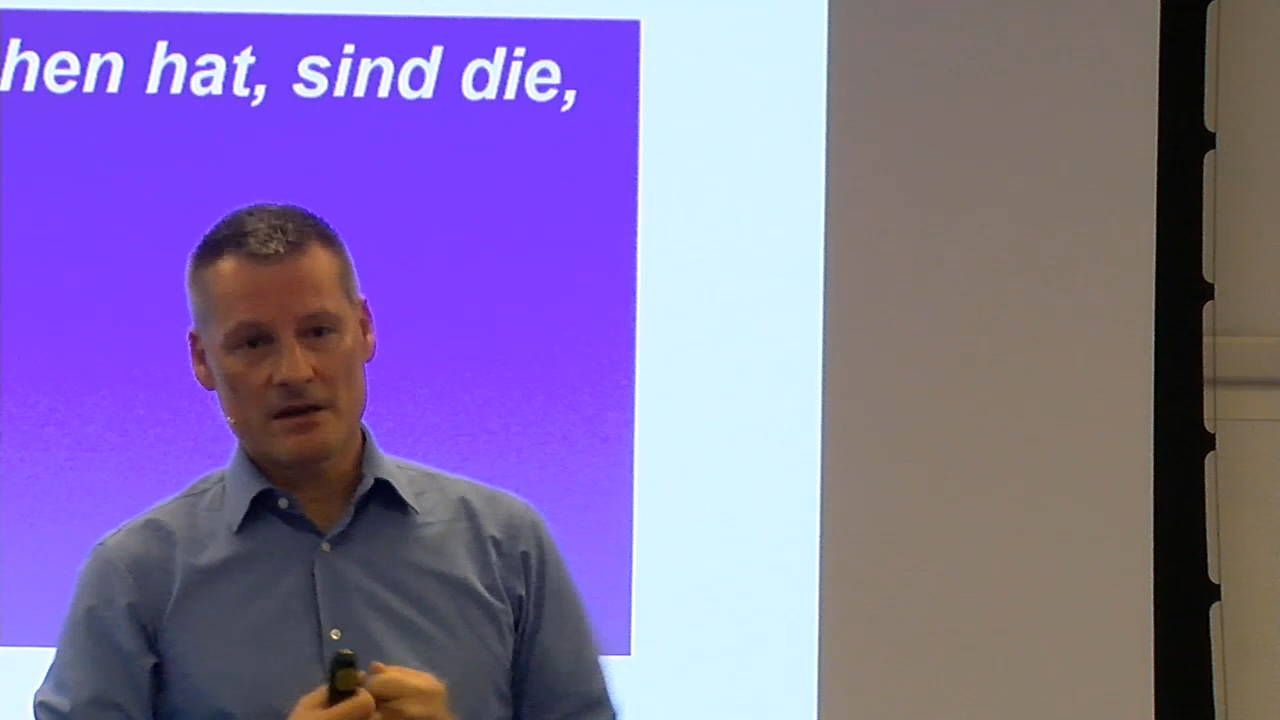 hen hat, sind die,